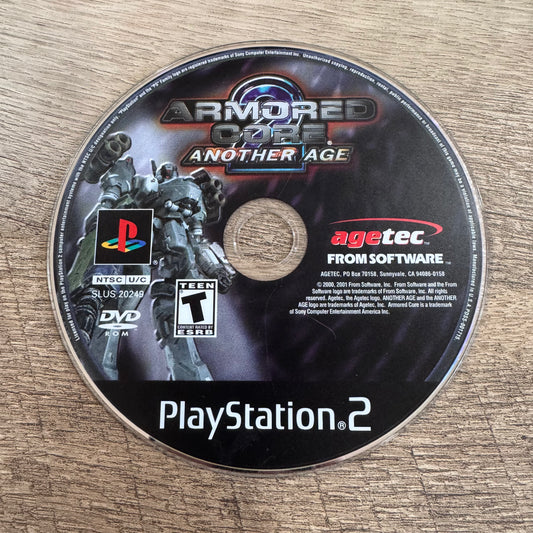 ARMORED
CORE
2
ANOTHER AGE
NTSC U/C
SLUS 20249
DVD
ROM
TEEN
T
CONTENT RATED BY
ESRB
agetec™
FROM SOFTWARE™
AGETEC, PO Box 70158, Sunnyvale, CA 94086-0158
© 2000, 2001 From Software, Inc. From Software and the From
Software logo are trademarks of From Software, Inc. All rights
reserved. Agetec, the Agetec logo, ANOTHER AGE and the ANOTHER
AGE logo are trademarks of Agetec, Inc. Armored Core is a trademark
of Sony Computer Entertainment America Inc.
PlayStation®2